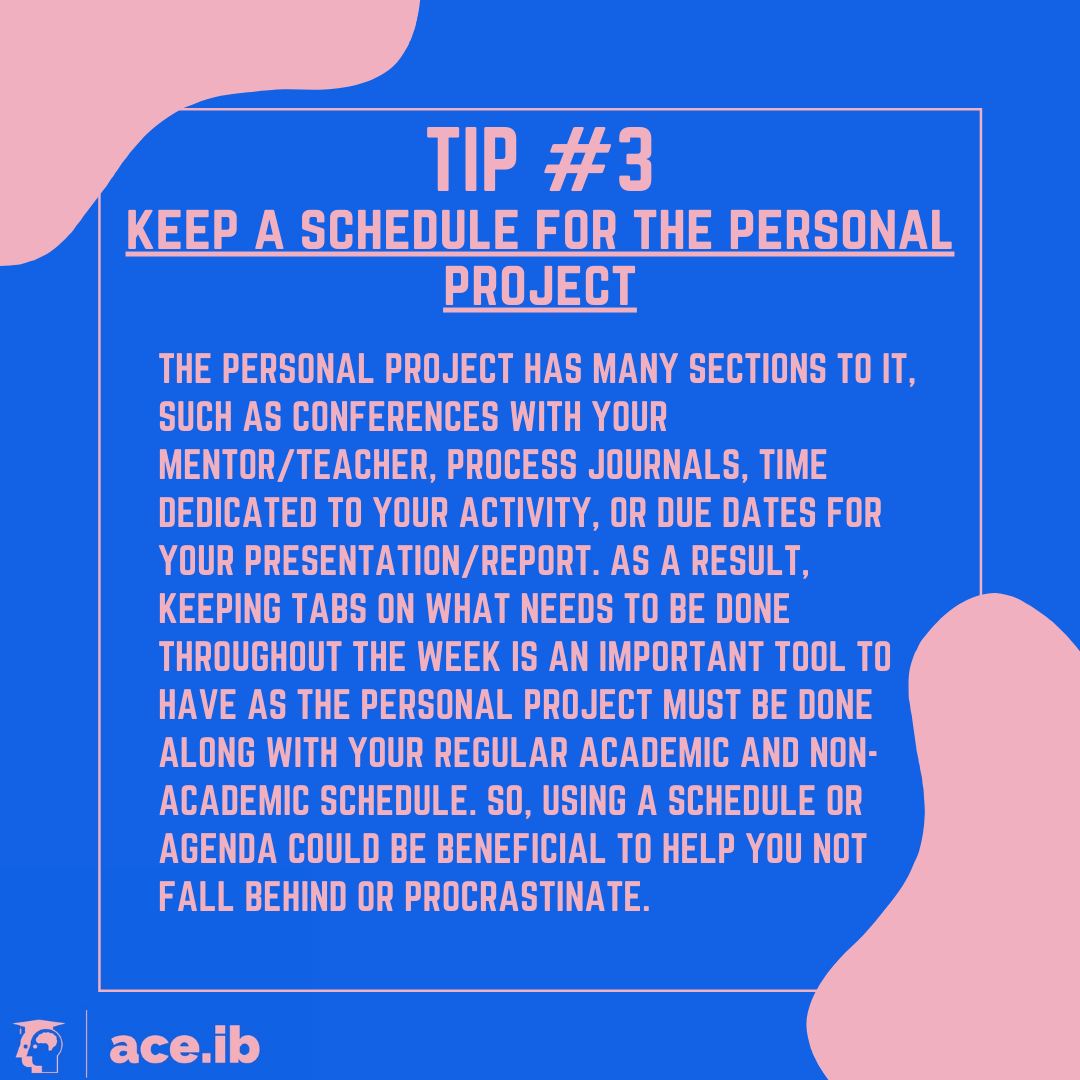 TIP #3
KEEP A SCHEDULE FOR THE PERSONAL
PROJECT
THE PERSONAL PROJECT HAS MANY SECTIONS TO IT,
SUCH AS CONFERENCES WITH YOUR
MENTOR/TEACHER, PROCESS JOURNALS, TIME
DEDICATED TO YOUR ACTIVITY, OR DUE DATES FOR
YOUR PRESENTATION/REPORT. AS A RESULT,
KEEPING TABS ON WHAT NEEDS TO BE DONE
THROUGHOUT THE WEEK IS AN IMPORTANT TOOL TO
HAVE AS THE PERSONAL PROJECT MUST BE DONE
ALONG WITH YOUR REGULAR ACADEMIC AND NON-
ACADEMIC SCHEDULE. SO, USING A SCHEDULE OR
AGENDA COULD BE BENEFICIAL TO HELP YOU NOT
FALL BEHIND OR PROCRASTINATE.
ace.ib